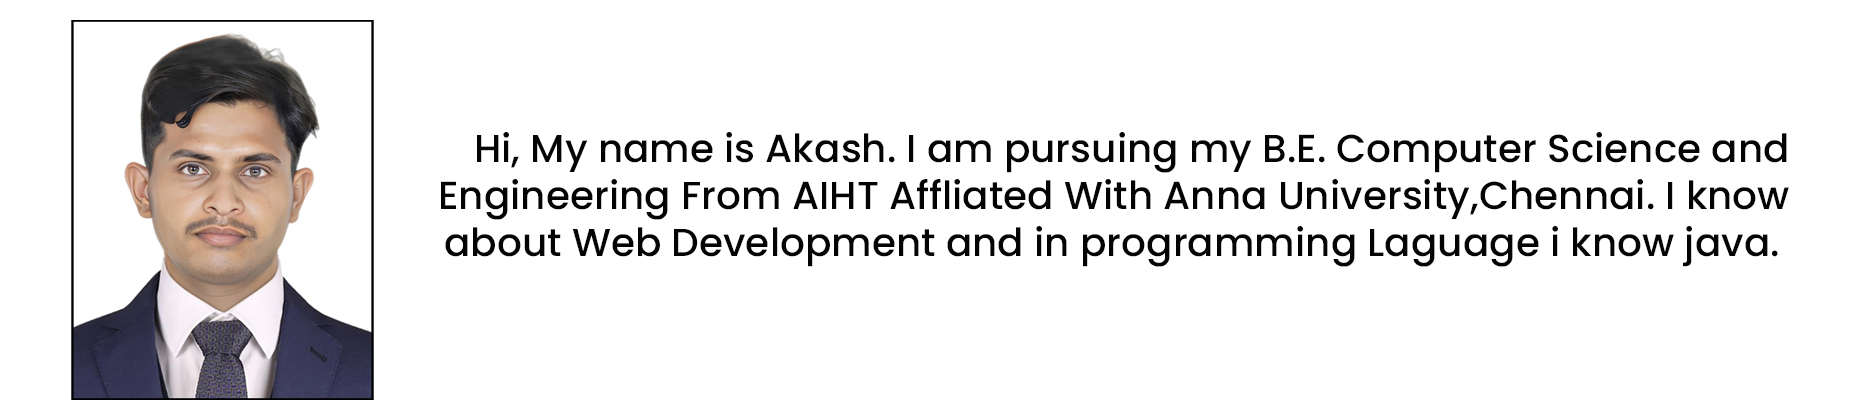 Hi, My name is Akash. I am pursuing my B.E. Computer Science and
Engineering From AIHT Affliated With Anna University,Chennai. I know
about Web Development and in programming Laguage i know java.